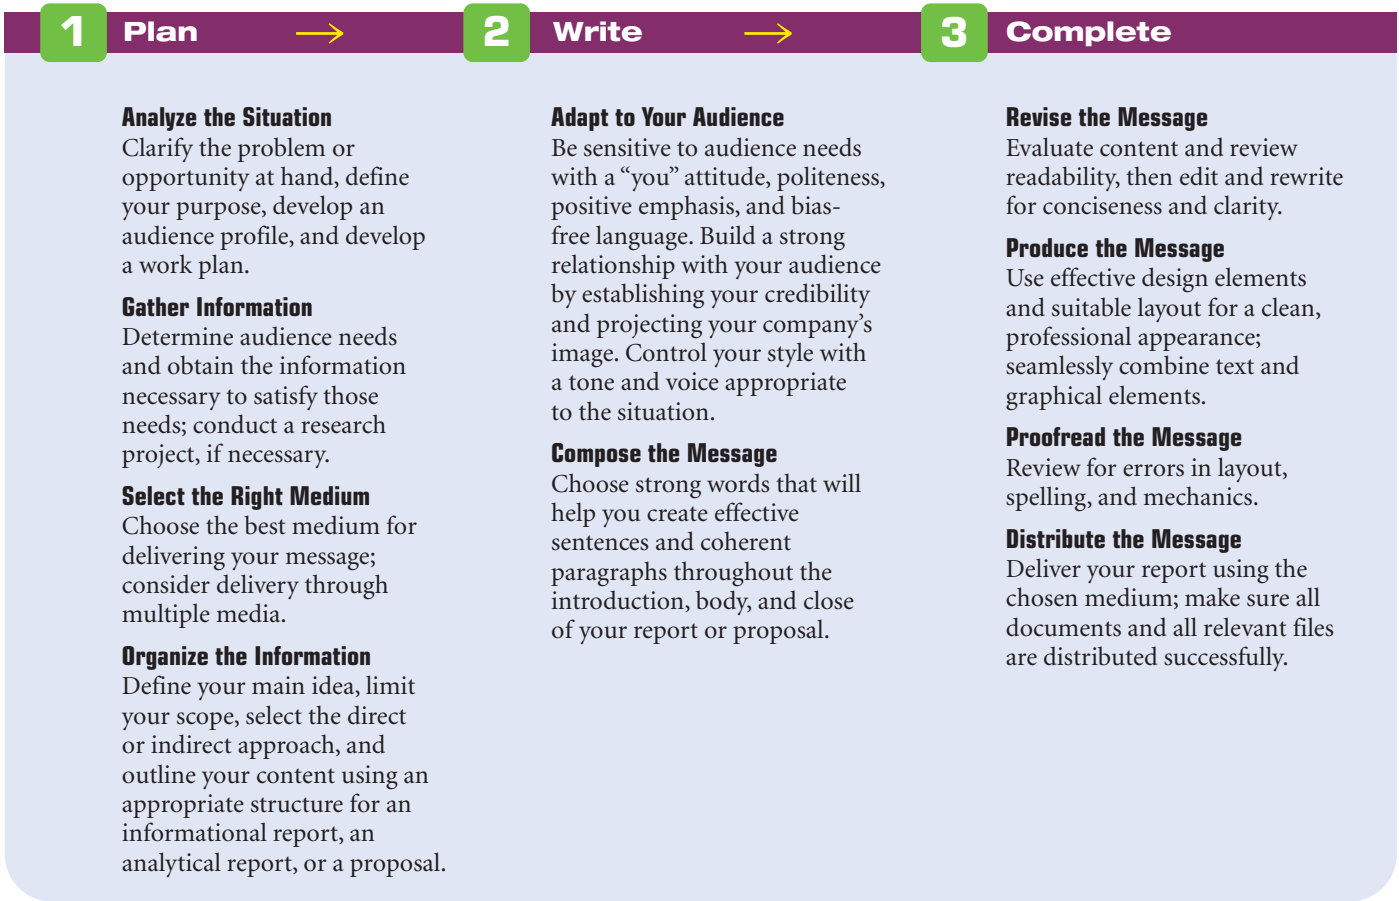 1 Plan → 2 Write → 3 Complete
Analyze the Situation
Clarify the problem or
opportunity at hand, define
your purpose, develop an
audience profile, and develop
a work plan.
Gather Information
Determine audience needs
and obtain the information
necessary to satisfy those
needs; conduct a research
project, if necessary.
Select the Right Medium
Choose the best medium for
delivering your message;
consider delivery through
multiple media.
Organize the Information
Define your main idea, limit
your scope, select the direct
or indirect approach, and
outline your content using an
appropriate structure for an
informational report, an
analytical report, or a proposal.
Adapt to Your Audience
Be sensitive to audience needs
with a “you” attitude, politeness,
positive emphasis, and bias-
free language. Build a strong
relationship with your audience
by establishing your credibility
and projecting your company’s
image. Control your style with
a tone and voice appropriate
to the situation.
Compose the Message
Choose strong words that will
help you create effective
sentences and coherent
paragraphs throughout the
introduction, body, and close
of your report or proposal.
Revise the Message
Evaluate content and review
readability, then edit and rewrite
for conciseness and clarity.
Produce the Message
Use effective design elements
and suitable layout for a clean,
professional appearance;
seamlessly combine text and
graphical elements.
Proofread the Message
Review for errors in layout,
spelling, and mechanics.
Distribute the Message
Deliver your report using the
chosen medium; make sure all
documents and all relevant files
are distributed successfully.